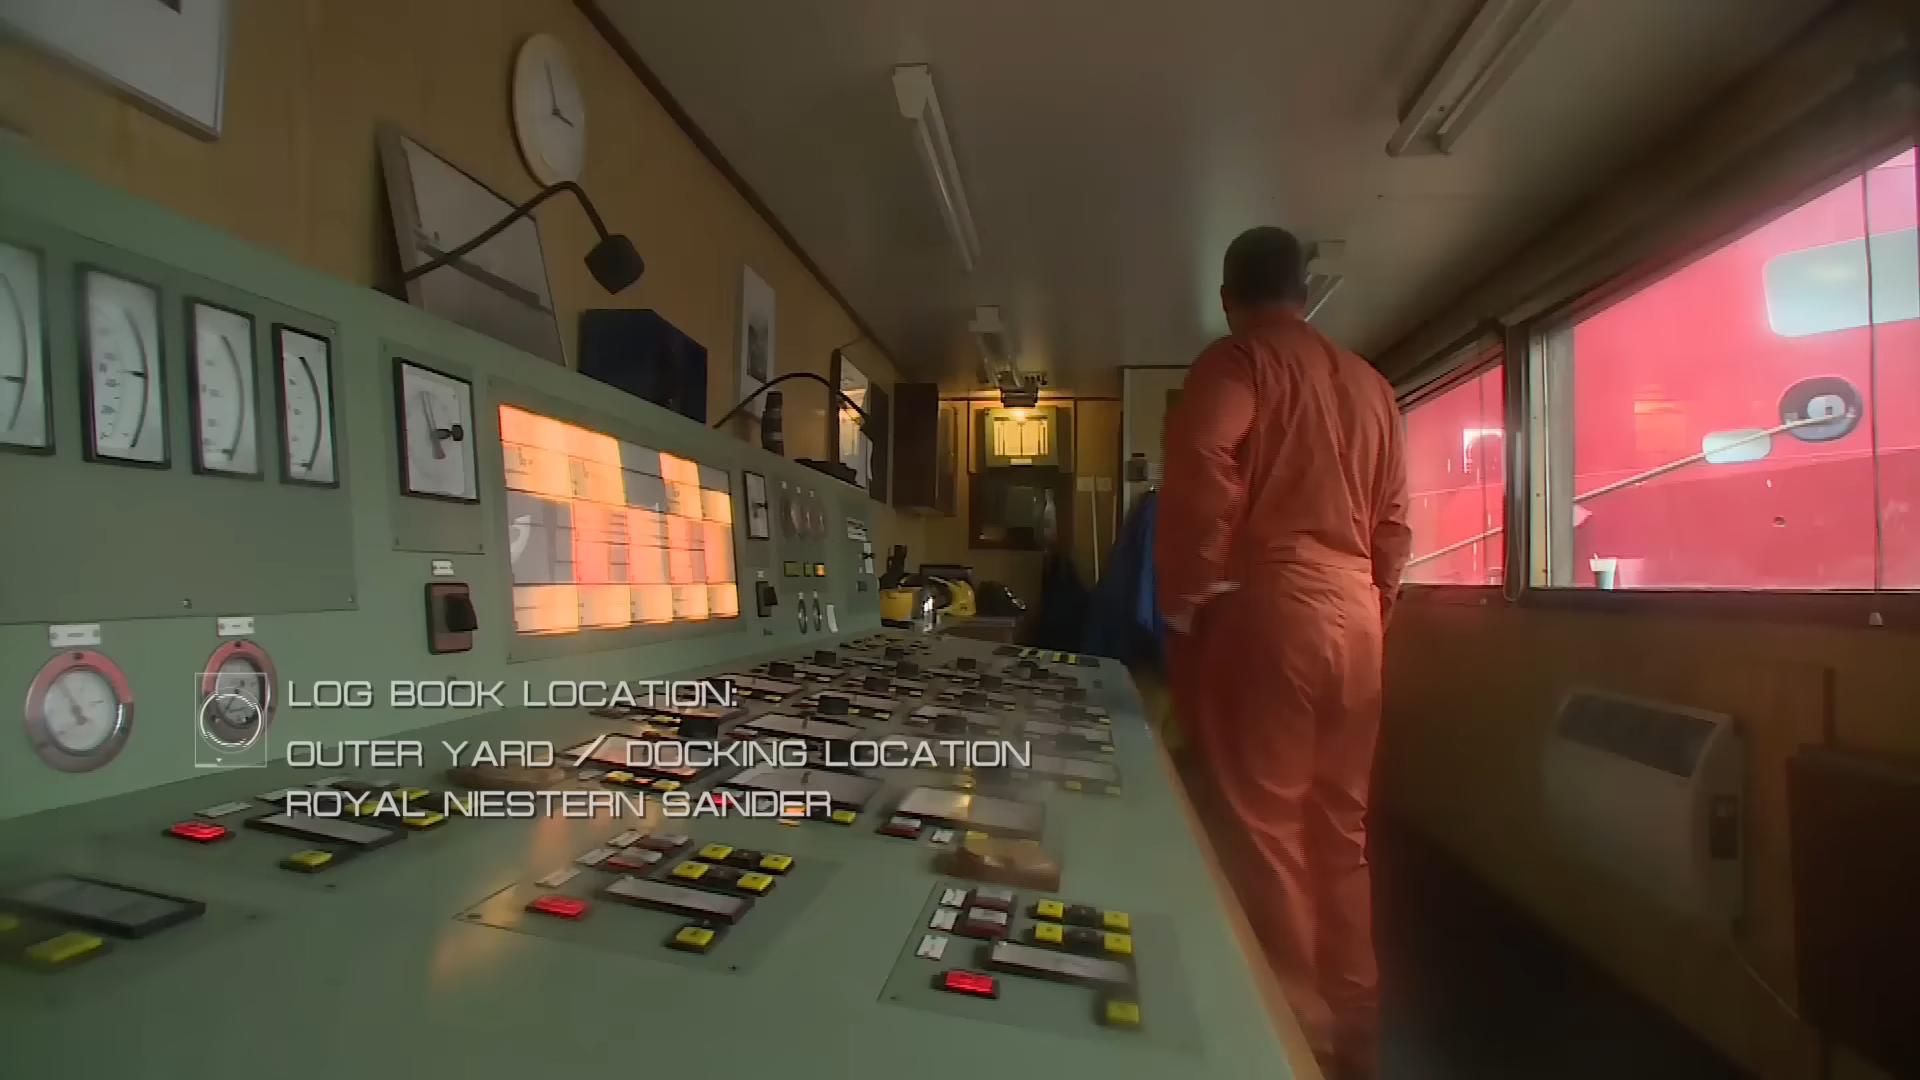 LOG BOOK LOCATION:
OUTER YARD / DOCKING LOCATION
ROYAL NIESTERN SANDER